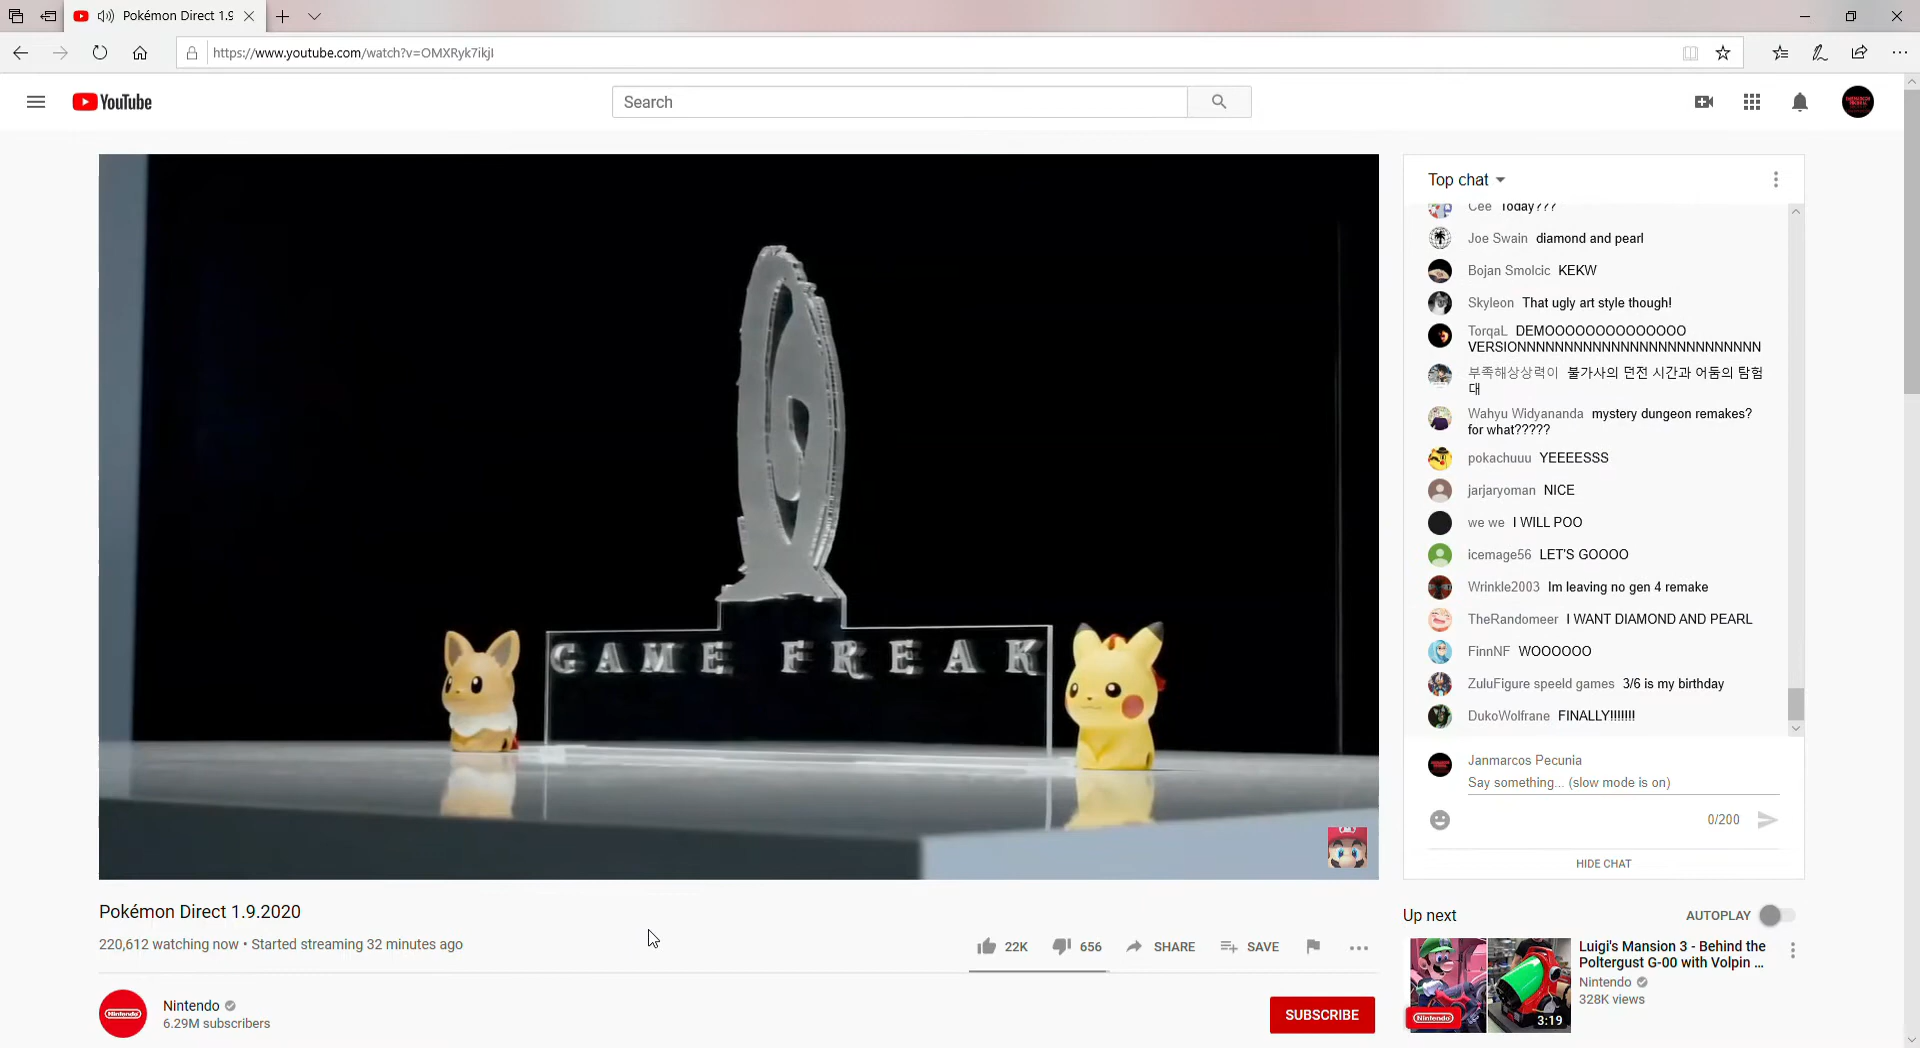 Pokémon Direct 1.9
https://www.youtube.com/watch?v=OMXRyk7ikjI
YouTube
Search
GAME FREAK
Top chat
Cee Today???
Joe Swain diamond and pearl
Bojan Smolcic KEKW
Skyleon That ugly art style though!
TorqaL DEMOOOOOOOOOOOOOO
VERSIONNNNNNNNNNNNNNNNNNNNNNNNNN
부족해상상력이 불가사의 던전 시간과 어둠의 탐험
대
Wahyu Widyananda mystery dungeon remakes?
for what?????
pokachuuu YEEEESSS
jarjaryoman NICE
we we I WILL POO
icemage56 LET'S GOOOO
Wrinkle2003 Im leaving no gen 4 remake
TheRandomeer I WANT DIAMOND AND PEARL
FinnNF WOOOOOO
ZuluFigure speeld games 3/6 is my birthday
DukoWolfrane FINALLY!!!!!!!
Janmarcos Pecunia
Say something... (slow mode is on)
0/200
HIDE CHAT
Pokémon Direct 1.9.2020
220,612 watching now • Started streaming 32 minutes ago
22K 656 SHARE SAVE
Nintendo
Nintendo
6.29M subscribers
SUBSCRIBE
Up next
AUTOPLAY
Luigi's Mansion 3 - Behind the
Poltergust G-00 with Volpin ...
Nintendo
328K views
Nintendo
3:19